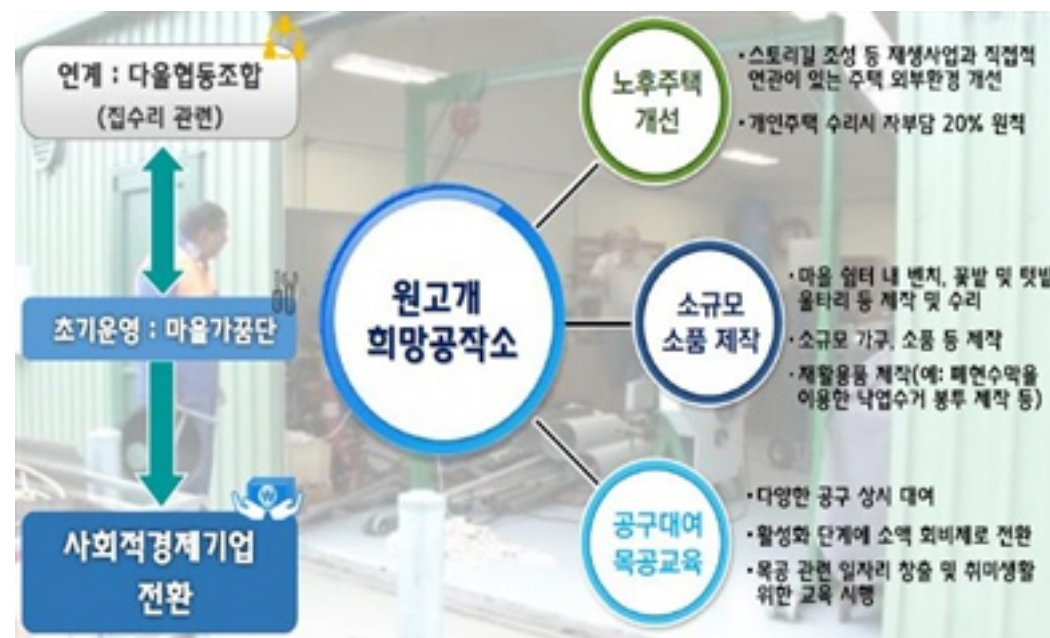 연계 : 다울협동조합
(집수리 관련)
초기운영 : 마을가꿈단
사회적경제기업
전환
원고개
희망공작소
노후주택
개선
• 스토리길 조성 등 재생사업과 직접적
연관이 있는 주택 외부환경 개선
• 개인주택 수리시 자부담 20% 원칙
소규모
소품 제작
• 마을 쉼터 내 벤치, 꽃밭 및 텃밭
울타리 등 제작 및 수리
• 소규모 가구, 소품 등 제작
• 재활용품 제작(예: 폐현수막을
이용한 낙엽수거 봉투 제작 등)
공구대여
목공교육
• 다양한 공구 상시 대여
• 활성화 단계에 소액 회비제로 전환
• 목공 관련 일자리 창출 및 취미생활
위한 교육 시행